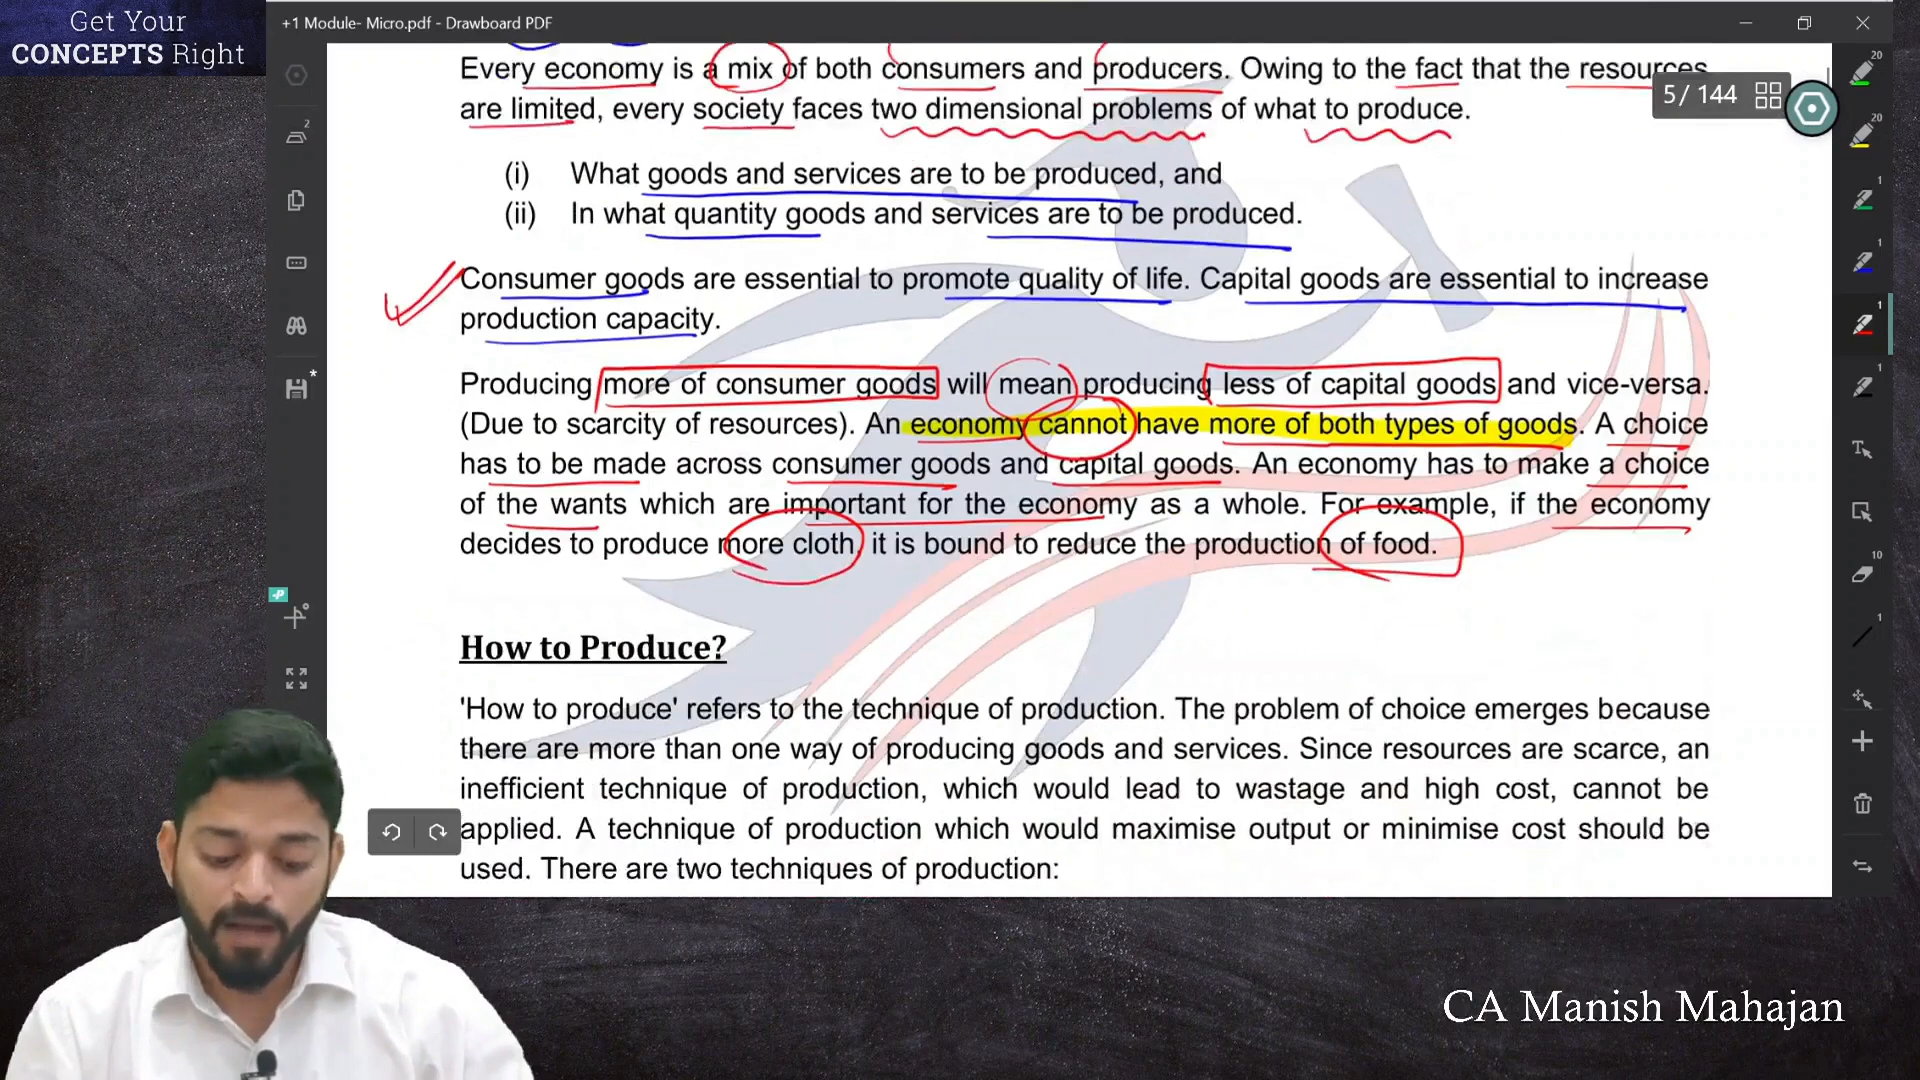 Get Your
CONCEPTS Right
+1 Module- Micro.pdf - Drawboard PDF
Every economy is a mix of both consumers and producers. Owing to the fact that the resources
5 / 144
are limited, every society faces two dimensional problems of what to produce.
(i) What goods and services are to be produced, and
(ii) In what quantity goods and services are to be produced.
Consumer goods are essential to promote quality of life. Capital goods are essential to increase
production capacity.
Producing more of consumer goods will mean producing less of capital goods and vice-versa.
(Due to scarcity of resources). An economy cannot have more of both types of goods. A choice
has to be made across consumer goods and capital goods. An economy has to make a choice
of the wants which are important for the economy as a whole. For example, if the economy
decides to produce more cloth, it is bound to reduce the production of food.
How to Produce?
'How to produce' refers to the technique of production. The problem of choice emerges because
there are more than one way of producing goods and services. Since resources are scarce, an
inefficient technique of production, which would lead to wastage and high cost, cannot be
applied. A technique of production which would maximise output or minimise cost should be
used. There are two techniques of production:
20
20
1
1
1
1
10
1
2
CA Manish Mahajan